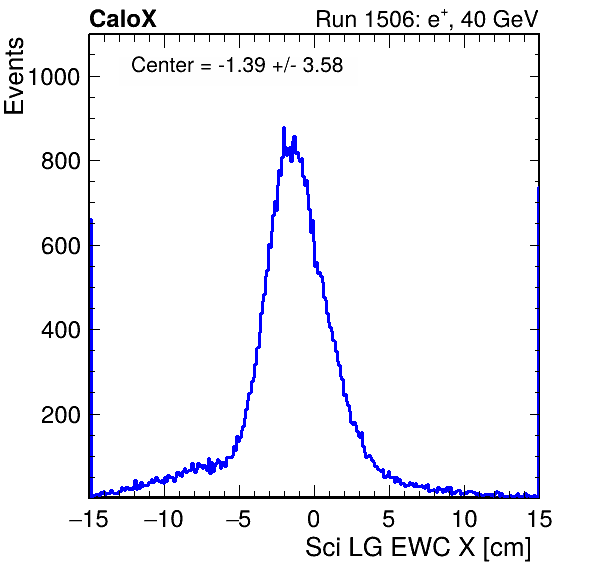 CaloX Run 1506: e⁺, 40 GeV
Center = -1.39 +/- 3.58
Events
1000
800
600
400
200
−15 −10 −5 0 5 10 15
Sci LG EWC X [cm]